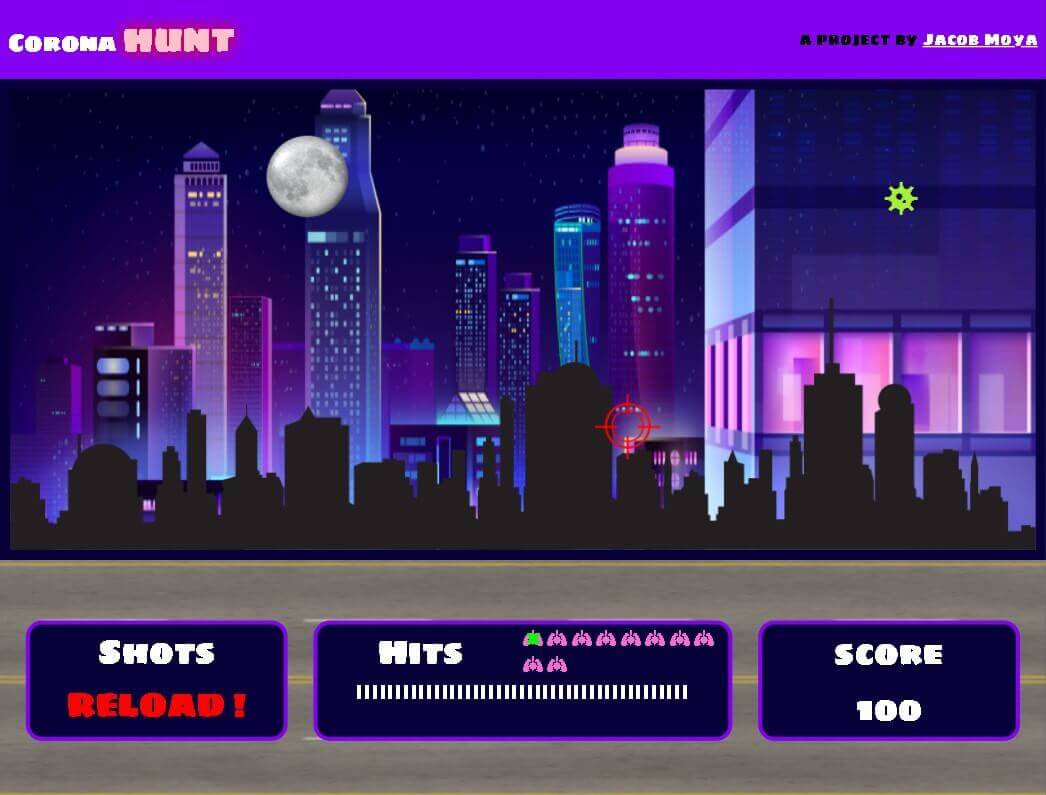 Corona HUNT
A PROJECT BY Jacob Moya
Shots
RELOAD !
Hits
SCORE
100